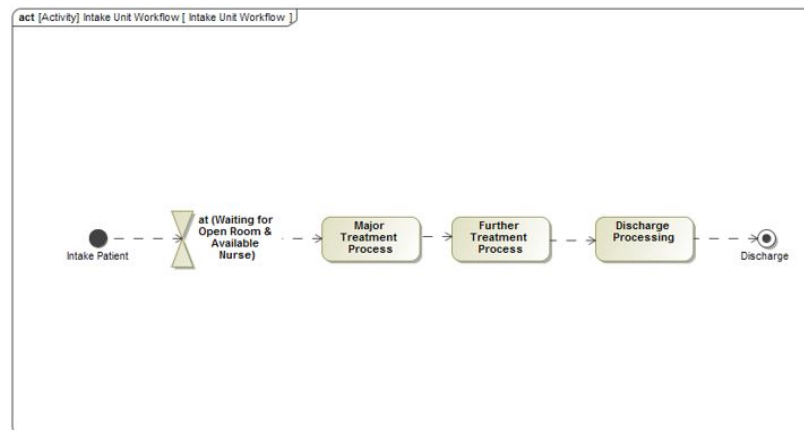 act [Activity] Intake Unit Workflow [ Intake Unit Workflow ]
Intake Patient
at (Waiting for
Open Room &
Available
Nurse)
Major
Treatment
Process
Further
Treatment
Process
Discharge
Processing
Discharge